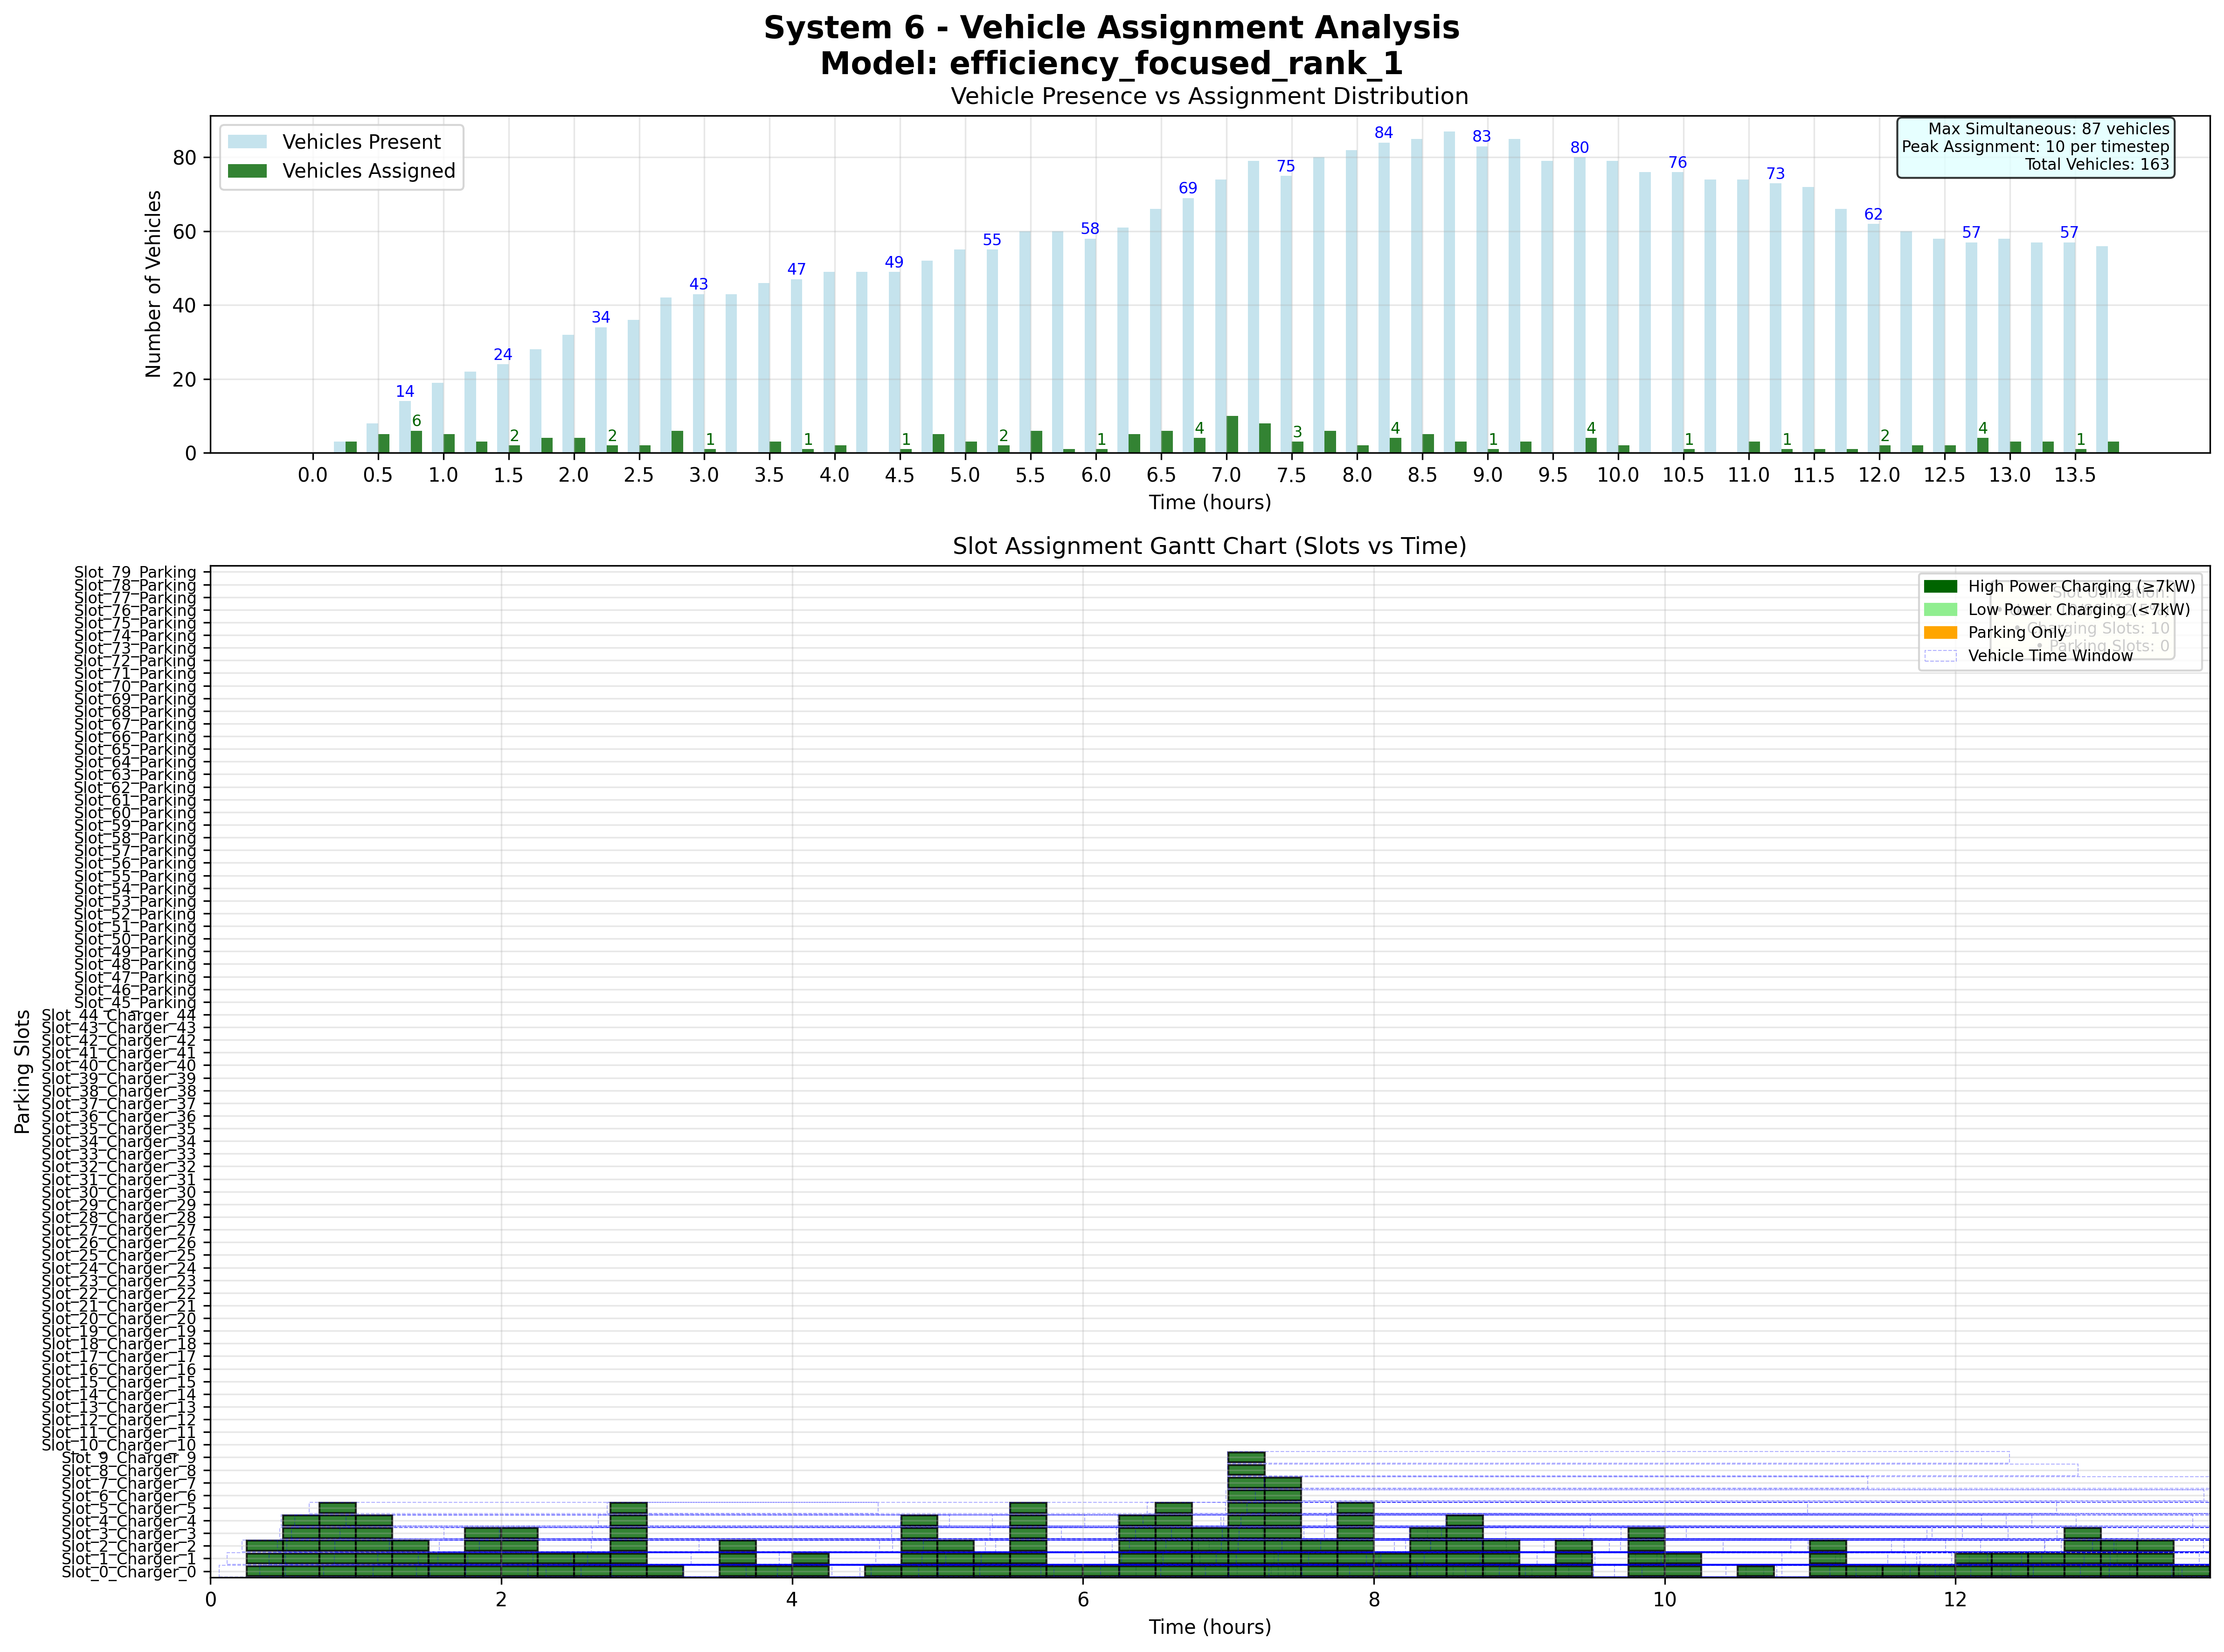 System 6 - Vehicle Assignment Analysis
Model: efficiency_focused_rank_1
Vehicle Presence vs Assignment Distribution
Vehicles Present
Vehicles Assigned
Max Simultaneous: 87 vehicles
Peak Assignment: 10 per timestep
Total Vehicles: 163
Number of Vehicles
80
60
40
20
0
14 24 34 43 47 49 55 58 69 75 84 83 80 76 73 62 57 57
6 2 2 1 1 1 2 1 4 3 4 1 4 1 1 2 4 1
0.0 0.5 1.0 1.5 2.0 2.5 3.0 3.5 4.0 4.5 5.0 5.5 6.0 6.5 7.0 7.5 8.0 8.5 9.0 9.5 10.0 10.5 11.0 11.5 12.0 12.5 13.0 13.5
Time (hours)
Slot Assignment Gantt Chart (Slots vs Time)
High Power Charging (≥7kW)
Low Power Charging (<7kW)
Parking Only
Vehicle Time Window
Slot Utilization:
• Charging Slots: 10
• Parking Slots: 0
Parking Slots
Slot_79_Parking
Slot_78_Parking
Slot_77_Parking
Slot_76_Parking
Slot_75_Parking
Slot_74_Parking
Slot_73_Parking
Slot_72_Parking
Slot_71_Parking
Slot_70_Parking
Slot_69_Parking
Slot_68_Parking
Slot_67_Parking
Slot_66_Parking
Slot_65_Parking
Slot_64_Parking
Slot_63_Parking
Slot_62_Parking
Slot_61_Parking
Slot_60_Parking
Slot_59_Parking
Slot_58_Parking
Slot_57_Parking
Slot_56_Parking
Slot_55_Parking
Slot_54_Parking
Slot_53_Parking
Slot_52_Parking
Slot_51_Parking
Slot_50_Parking
Slot_49_Parking
Slot_48_Parking
Slot_47_Parking
Slot_46_Parking
Slot_45_Parking
Slot_44_Charger_44
Slot_43_Charger_43
Slot_42_Charger_42
Slot_41_Charger_41
Slot_40_Charger_40
Slot_39_Charger_39
Slot_38_Charger_38
Slot_37_Charger_37
Slot_36_Charger_36
Slot_35_Charger_35
Slot_34_Charger_34
Slot_33_Charger_33
Slot_32_Charger_32
Slot_31_Charger_31
Slot_30_Charger_30
Slot_29_Charger_29
Slot_28_Charger_28
Slot_27_Charger_27
Slot_26_Charger_26
Slot_25_Charger_25
Slot_24_Charger_24
Slot_23_Charger_23
Slot_22_Charger_22
Slot_21_Charger_21
Slot_20_Charger_20
Slot_19_Charger_19
Slot_18_Charger_18
Slot_17_Charger_17
Slot_16_Charger_16
Slot_15_Charger_15
Slot_14_Charger_14
Slot_13_Charger_13
Slot_12_Charger_12
Slot_11_Charger_11
Slot_10_Charger_10
Slot_9_Charger_9
Slot_8_Charger_8
Slot_7_Charger_7
Slot_6_Charger_6
Slot_5_Charger_5
Slot_4_Charger_4
Slot_3_Charger_3
Slot_2_Charger_2
Slot_1_Charger_1
Slot_0_Charger_0
0 2 4 6 8 10 12
Time (hours)